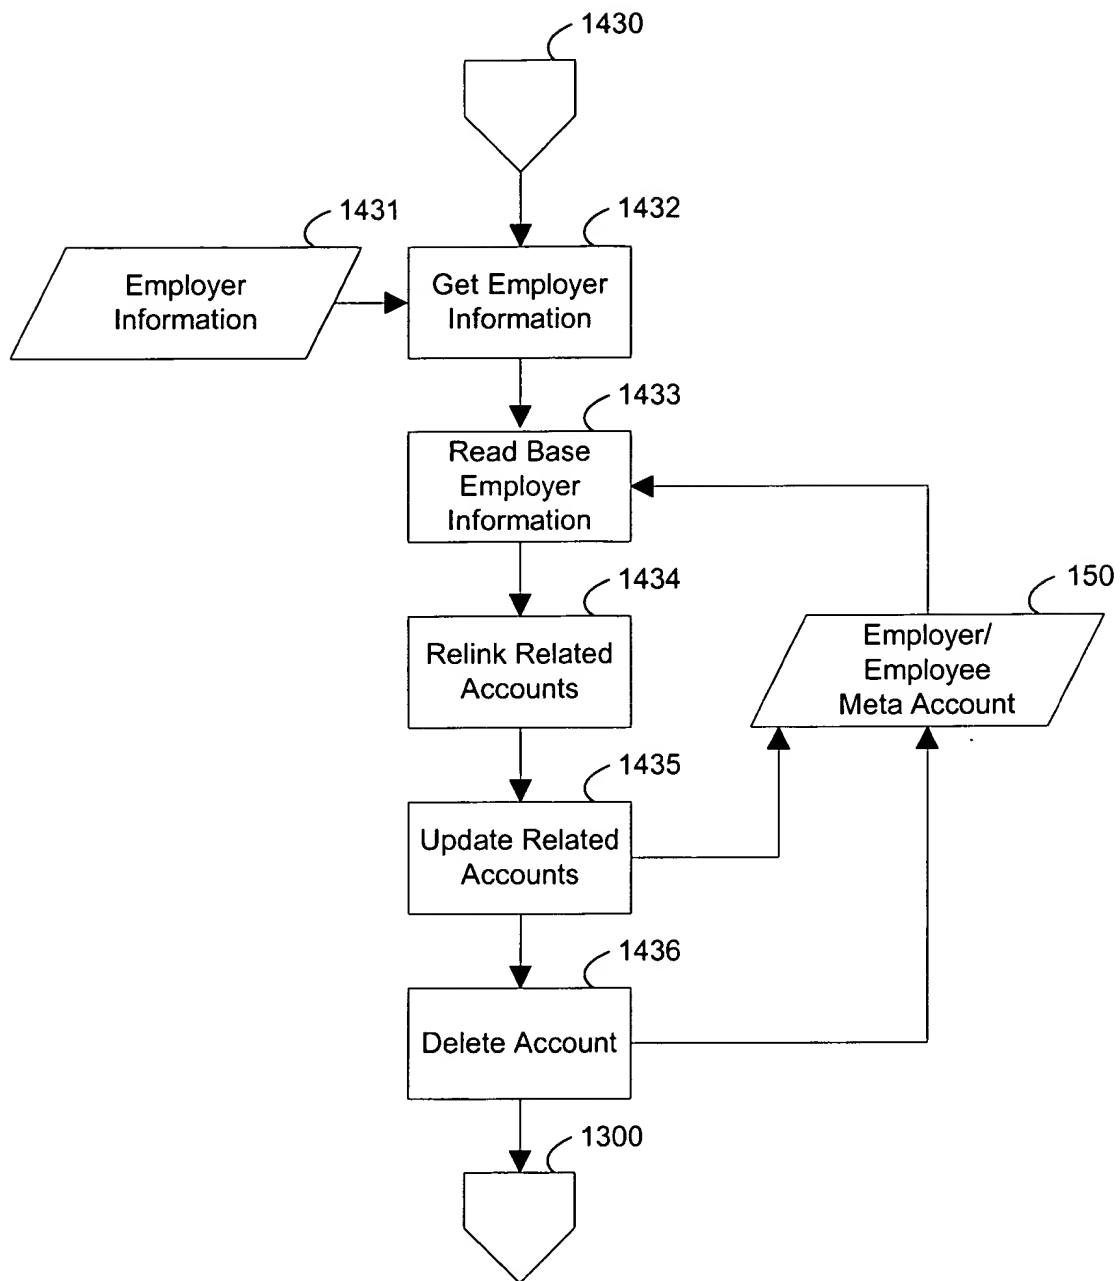 1430
1431
1432
Employer
Information
Get Employer
Information
1433
Read Base
Employer
Information
1434
150
Relink Related
Accounts
Employer/
Employee
Meta Account
1435
Update Related
Accounts
1436
Delete Account
1300